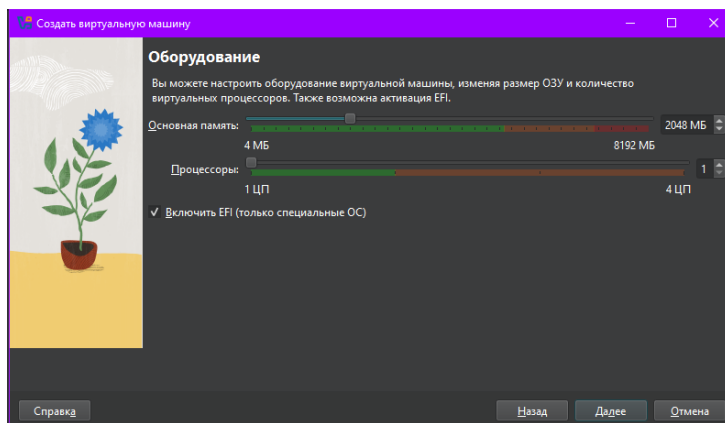 Создать виртуальную машину
Оборудование
Вы можете настроить оборудование виртуальной машины, изменяя размер ОЗУ и количество
виртуальных процессоров. Также возможна активация EFI.
Основная память: 2048 МБ
4 МБ 8192 МБ
Процессоры: 1
1 ЦП 4 ЦП
Включить EFI (только специальные ОС)
Справка Назад Далее Отмена